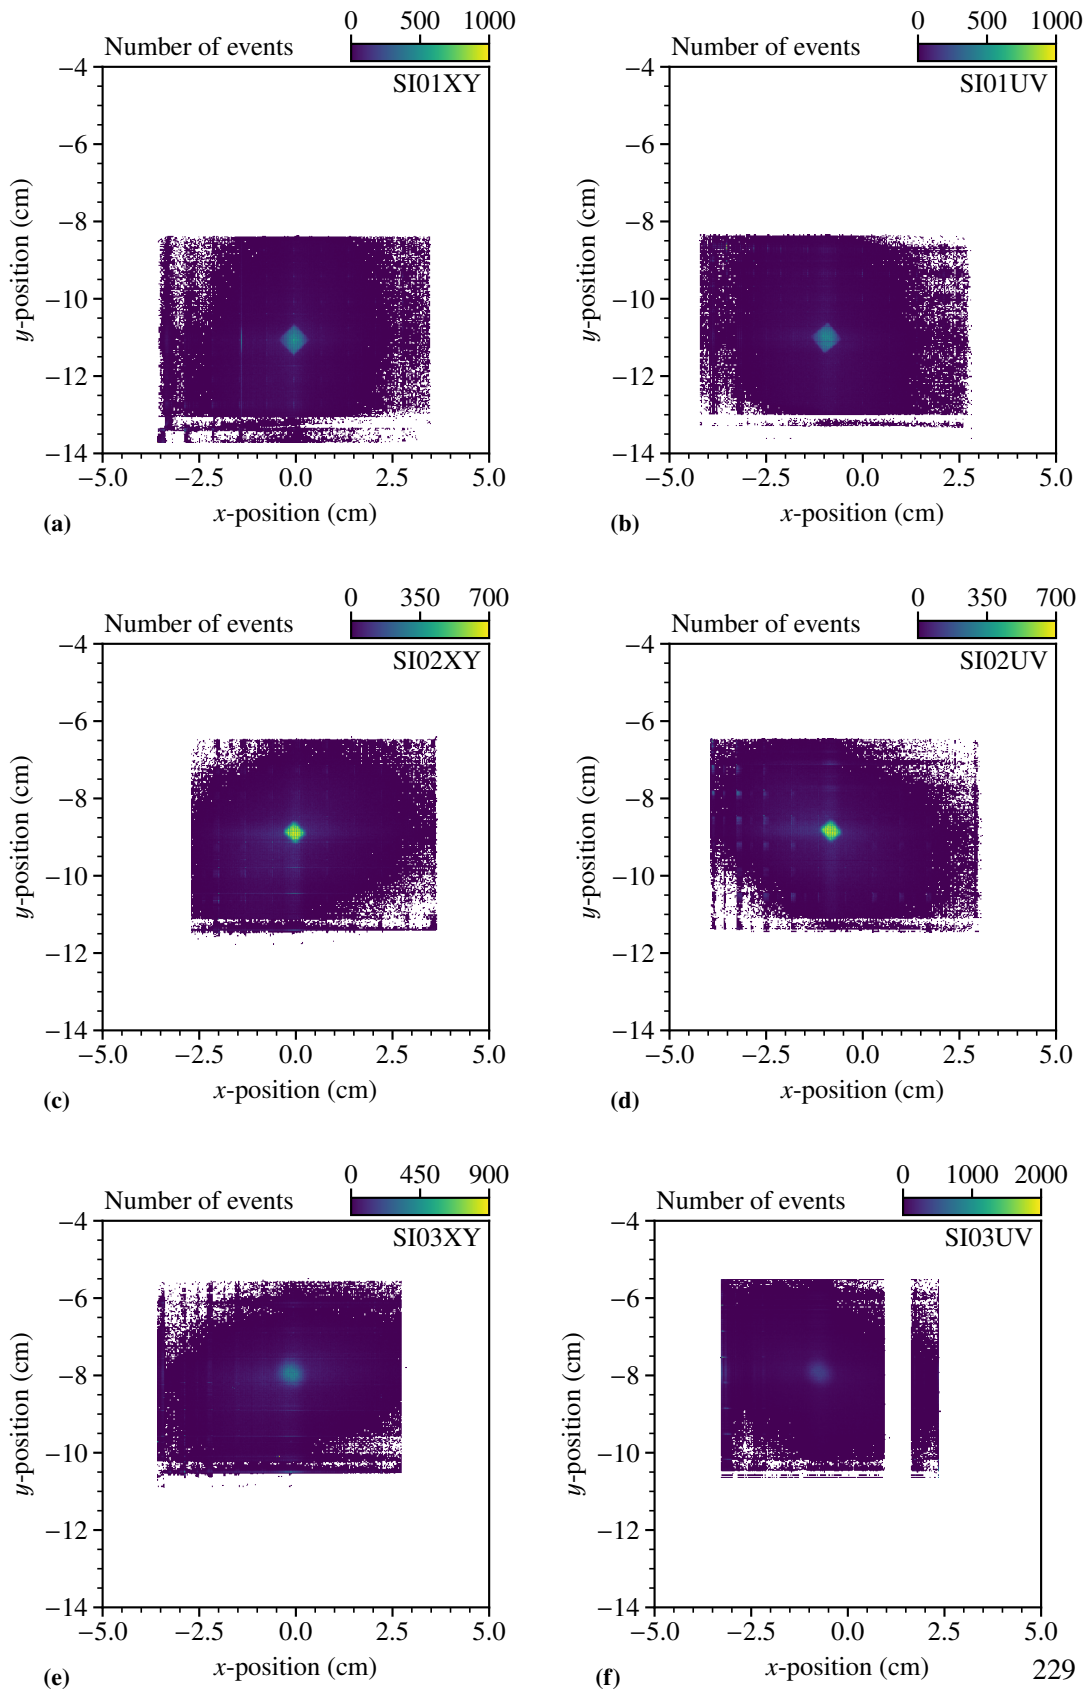 0 500 1000
Number of events
SI01XY
−4
−6
−8
−10
−12
−14
y-position (cm)
−5.0 −2.5 0.0 2.5 5.0
x-position (cm)
(a)
0 500 1000
Number of events
SI01UV
−4
−6
−8
−10
−12
−14
y-position (cm)
−5.0 −2.5 0.0 2.5 5.0
x-position (cm)
(b)
0 350 700
Number of events
SI02XY
−4
−6
−8
−10
−12
−14
y-position (cm)
−5.0 −2.5 0.0 2.5 5.0
x-position (cm)
(c)
0 350 700
Number of events
SI02UV
−4
−6
−8
−10
−12
−14
y-position (cm)
−5.0 −2.5 0.0 2.5 5.0
x-position (cm)
(d)
0 450 900
Number of events
SI03XY
−4
−6
−8
−10
−12
−14
y-position (cm)
−5.0 −2.5 0.0 2.5 5.0
x-position (cm)
(e)
0 1000 2000
Number of events
SI03UV
−4
−6
−8
−10
−12
−14
y-position (cm)
−5.0 −2.5 0.0 2.5 5.0
x-position (cm)
(f)
229